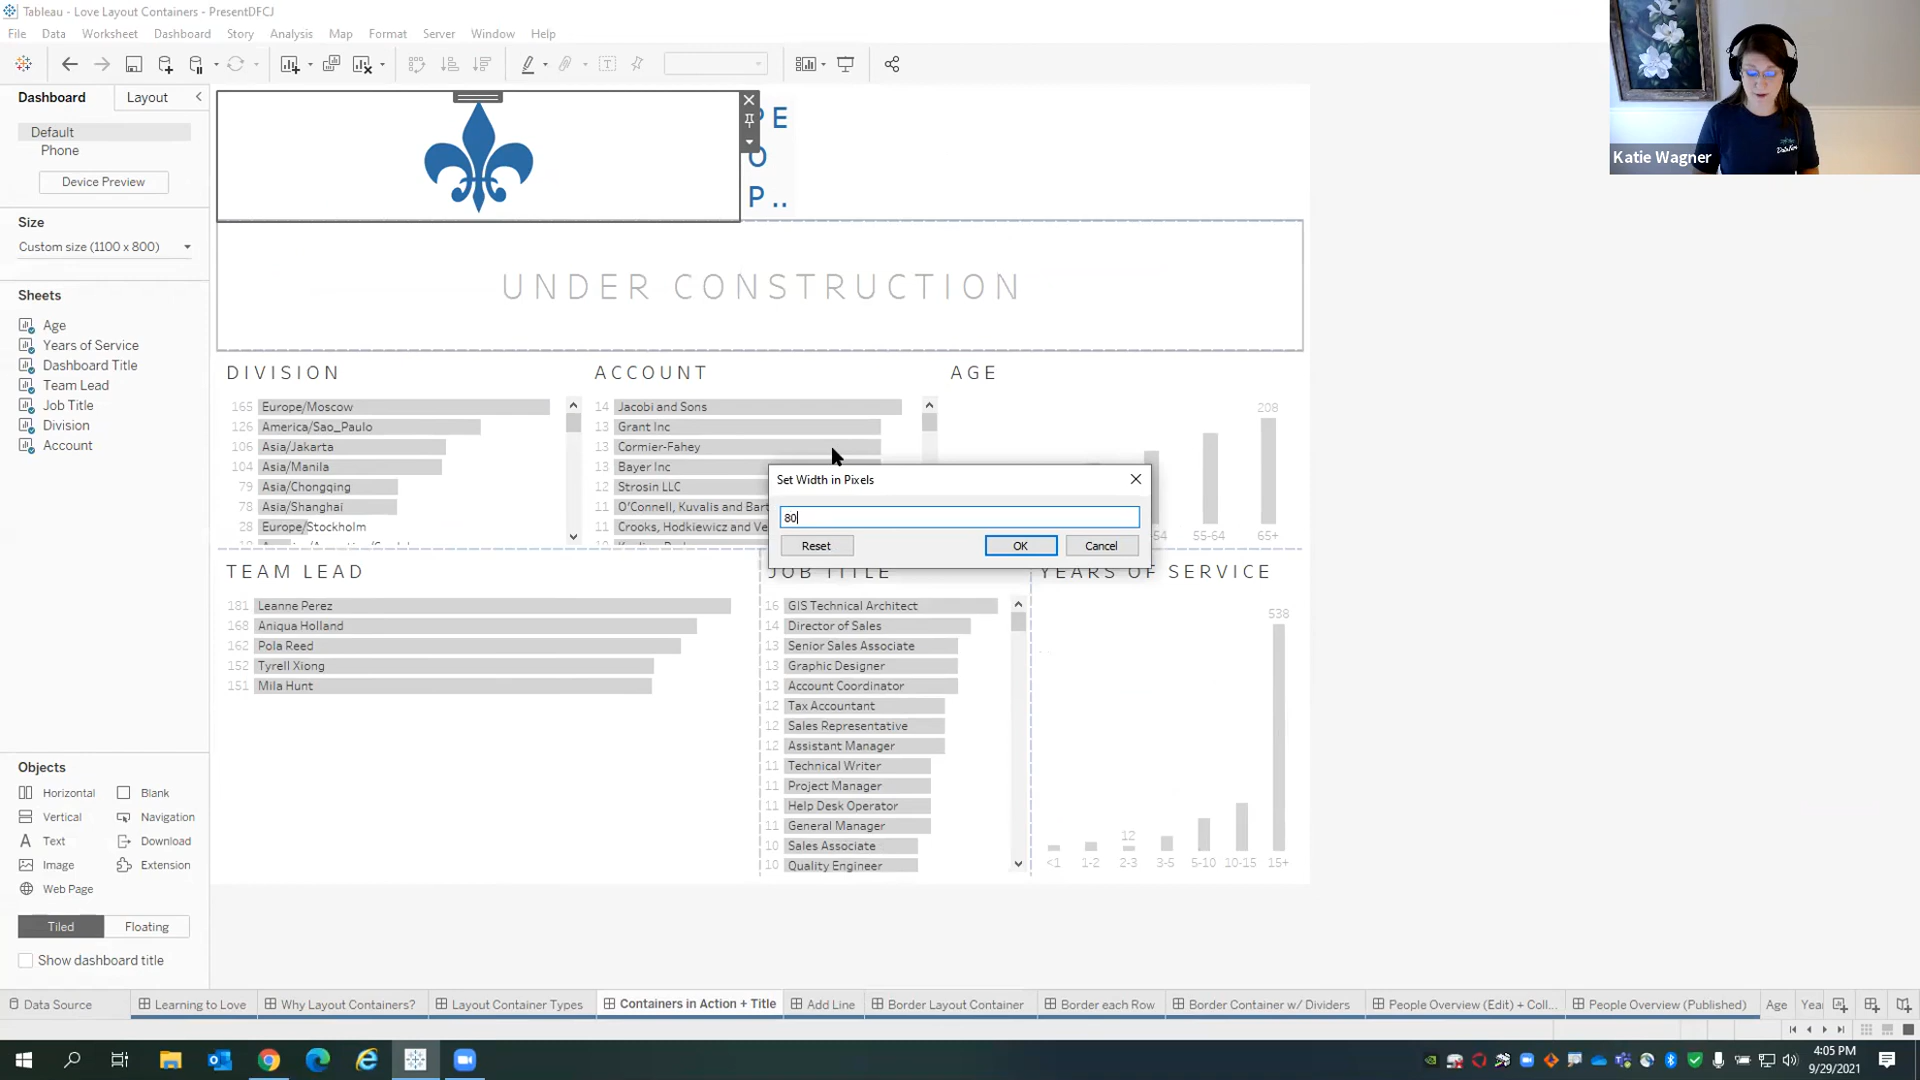 Tableau - Love Layout Containers - PresentDFCJ
File Data Worksheet Dashboard Story Analysis Map Format Server Window Help
Dashboard Layout
Default
Phone
Device Preview
Size
Custom size (1100 x 800)
Sheets
Age
Years of Service
Dashboard Title
Team Lead
Job Title
Division
Account
Objects
Horizontal Blank
Vertical Navigation
Text Download
Image Extension
Web Page
Tiled Floating
Show dashboard title
P E
O
P..
UNDER CONSTRUCTION
DIVISION
165 Europe/Moscow
126 America/Sao_Paulo
106 Asia/Jakarta
104 Asia/Manila
79 Asia/Chongqing
78 Asia/Shanghai
28 Europe/Stockholm
ACCOUNT
14 Jacobi and Sons
13 Grant Inc
13 Cormier-Fahey
13 Bayer Inc
12 Strosin LLC
11 O'Connell, Kuvalis and Bart
11 Crooks, Hodkiewicz and Ve
AGE
208
-54 55-64 65+
Set Width in Pixels
80
Reset OK Cancel
TEAM LEAD
181 Leanne Perez
168 Aniqua Holland
162 Pola Reed
152 Tyrell Xiong
151 Mila Hunt
JOB TITLE
16 GIS Technical Architect
14 Director of Sales
13 Senior Sales Associate
13 Graphic Designer
13 Account Coordinator
12 Tax Accountant
12 Sales Representative
12 Assistant Manager
11 Technical Writer
11 Project Manager
11 Help Desk Operator
11 General Manager
10 Sales Associate
10 Quality Engineer
YEARS OF SERVICE
538
12
<1 1-2 2-3 3-5 5-10 10-15 15+
Katie Wagner
Data Source Learning to Love Why Layout Containers? Layout Container Types Containers in Action + Title Add Line Border Layout Container Border each Row Border Container w/ Dividers People Overview (Edit) + Coll... People Overview (Published) Age Yea
4:05 PM
9/29/2021